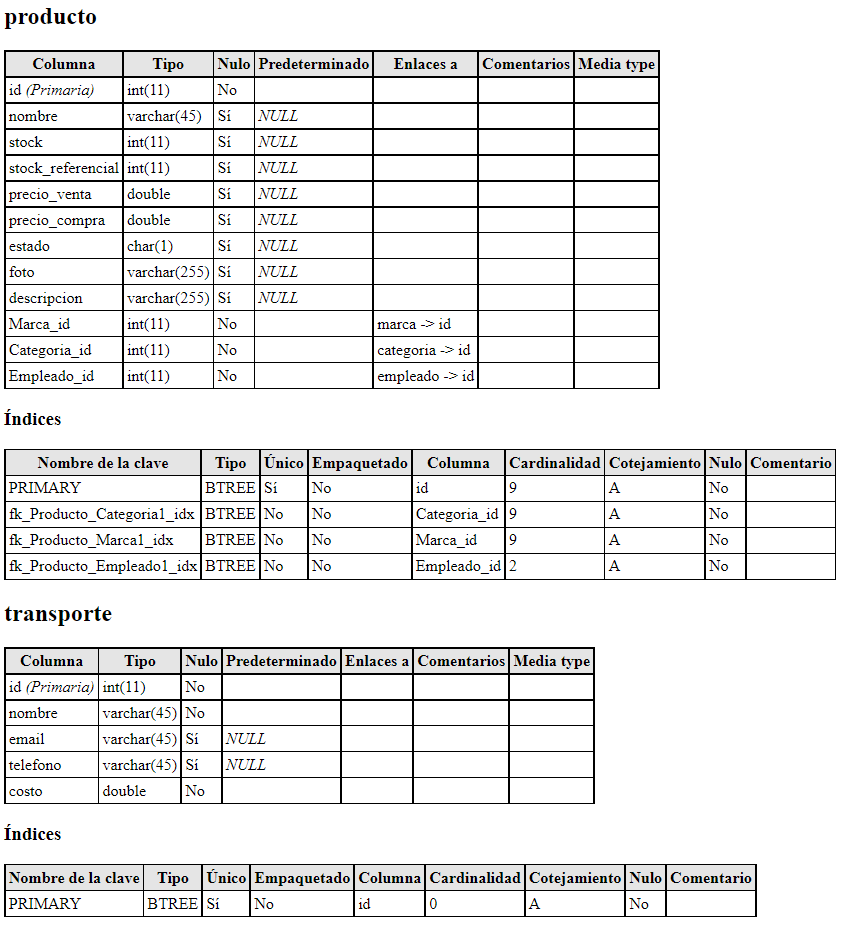 producto
Columna Tipo Nulo Predeterminado Enlaces a Comentarios Media type
id (Primaria) int(11) No
nombre varchar(45) Sí NULL
stock int(11) Sí NULL
stock_referencial int(11) Sí NULL
precio_venta double Sí NULL
precio_compra double Sí NULL
estado char(1) Sí NULL
foto varchar(255) Sí NULL
descripcion varchar(255) Sí NULL
Marca_id int(11) No marca -> id
Categoria_id int(11) No categoria -> id
Empleado_id int(11) No empleado -> id
Índices
Nombre de la clave Tipo Único Empaquetado Columna Cardinalidad Cotejamiento Nulo Comentario
PRIMARY BTREE Sí No id 9 A No
fk_Producto_Categoria1_idx BTREE No No Categoria_id 9 A No
fk_Producto_Marca1_idx BTREE No No Marca_id 9 A No
fk_Producto_Empleado1_idx BTREE No No Empleado_id 2 A No
transporte
Columna Tipo Nulo Predeterminado Enlaces a Comentarios Media type
id (Primaria) int(11) No
nombre varchar(45) No
email varchar(45) Sí NULL
telefono varchar(45) Sí NULL
costo double No
Índices
Nombre de la clave Tipo Único Empaquetado Columna Cardinalidad Cotejamiento Nulo Comentario
PRIMARY BTREE Sí No id 0 A No